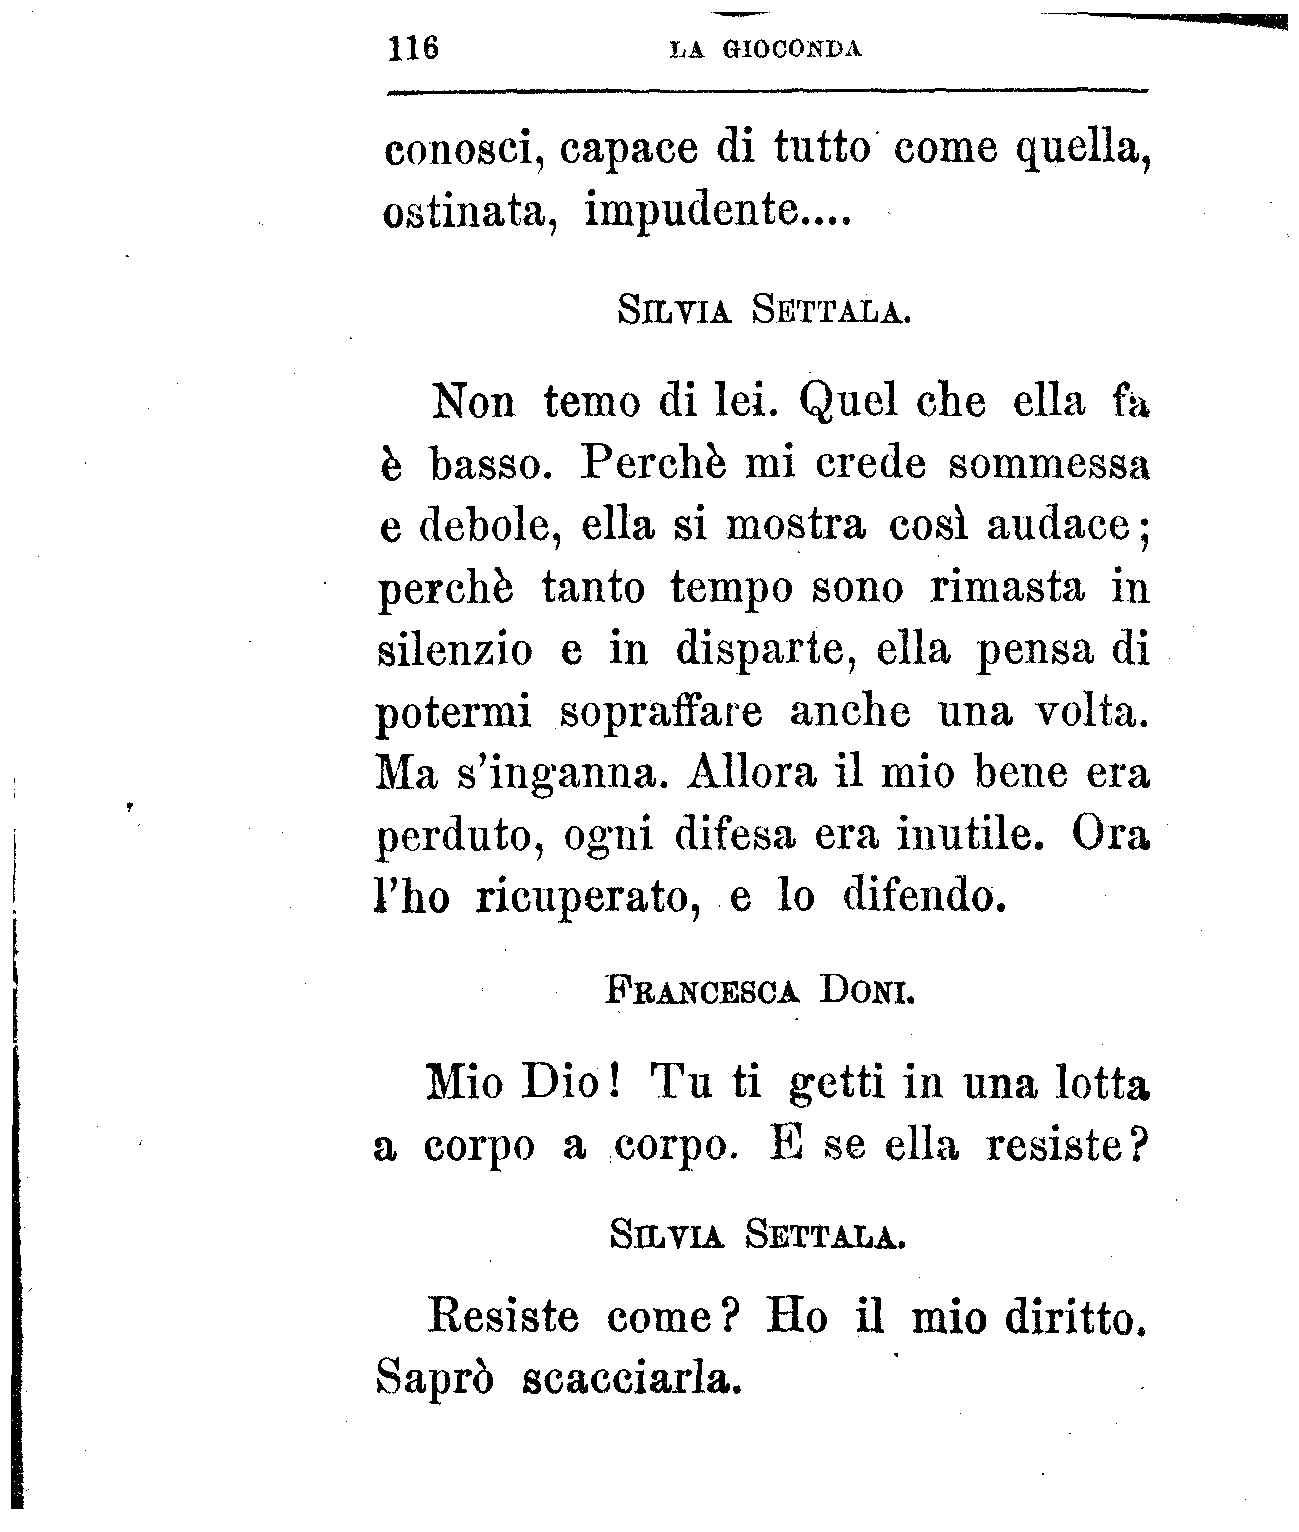 116 LA GIOCONDA
conosci, capace di tutto come quella,
ostinata, impudente....
SILVIA SETTALA.
Non temo di lei. Quel che ella fa
è basso. Perchè mi crede sommessa
e debole, ella si mostra così audace;
perchè tanto tempo sono rimasta in
silenzio e in disparte, ella pensa di
potermi sopraffare anche una volta.
Ma s'inganna. Allora il mio bene era
perduto, ogni difesa era inutile. Ora
l'ho ricuperato, e lo difendo.
FRANCESCA DONI.
Mio Dio! Tu ti getti in una lotta
a corpo a corpo. E se ella resiste?
SILVIA SETTALA.
Resiste come? Ho il mio diritto.
Saprò scacciarla.